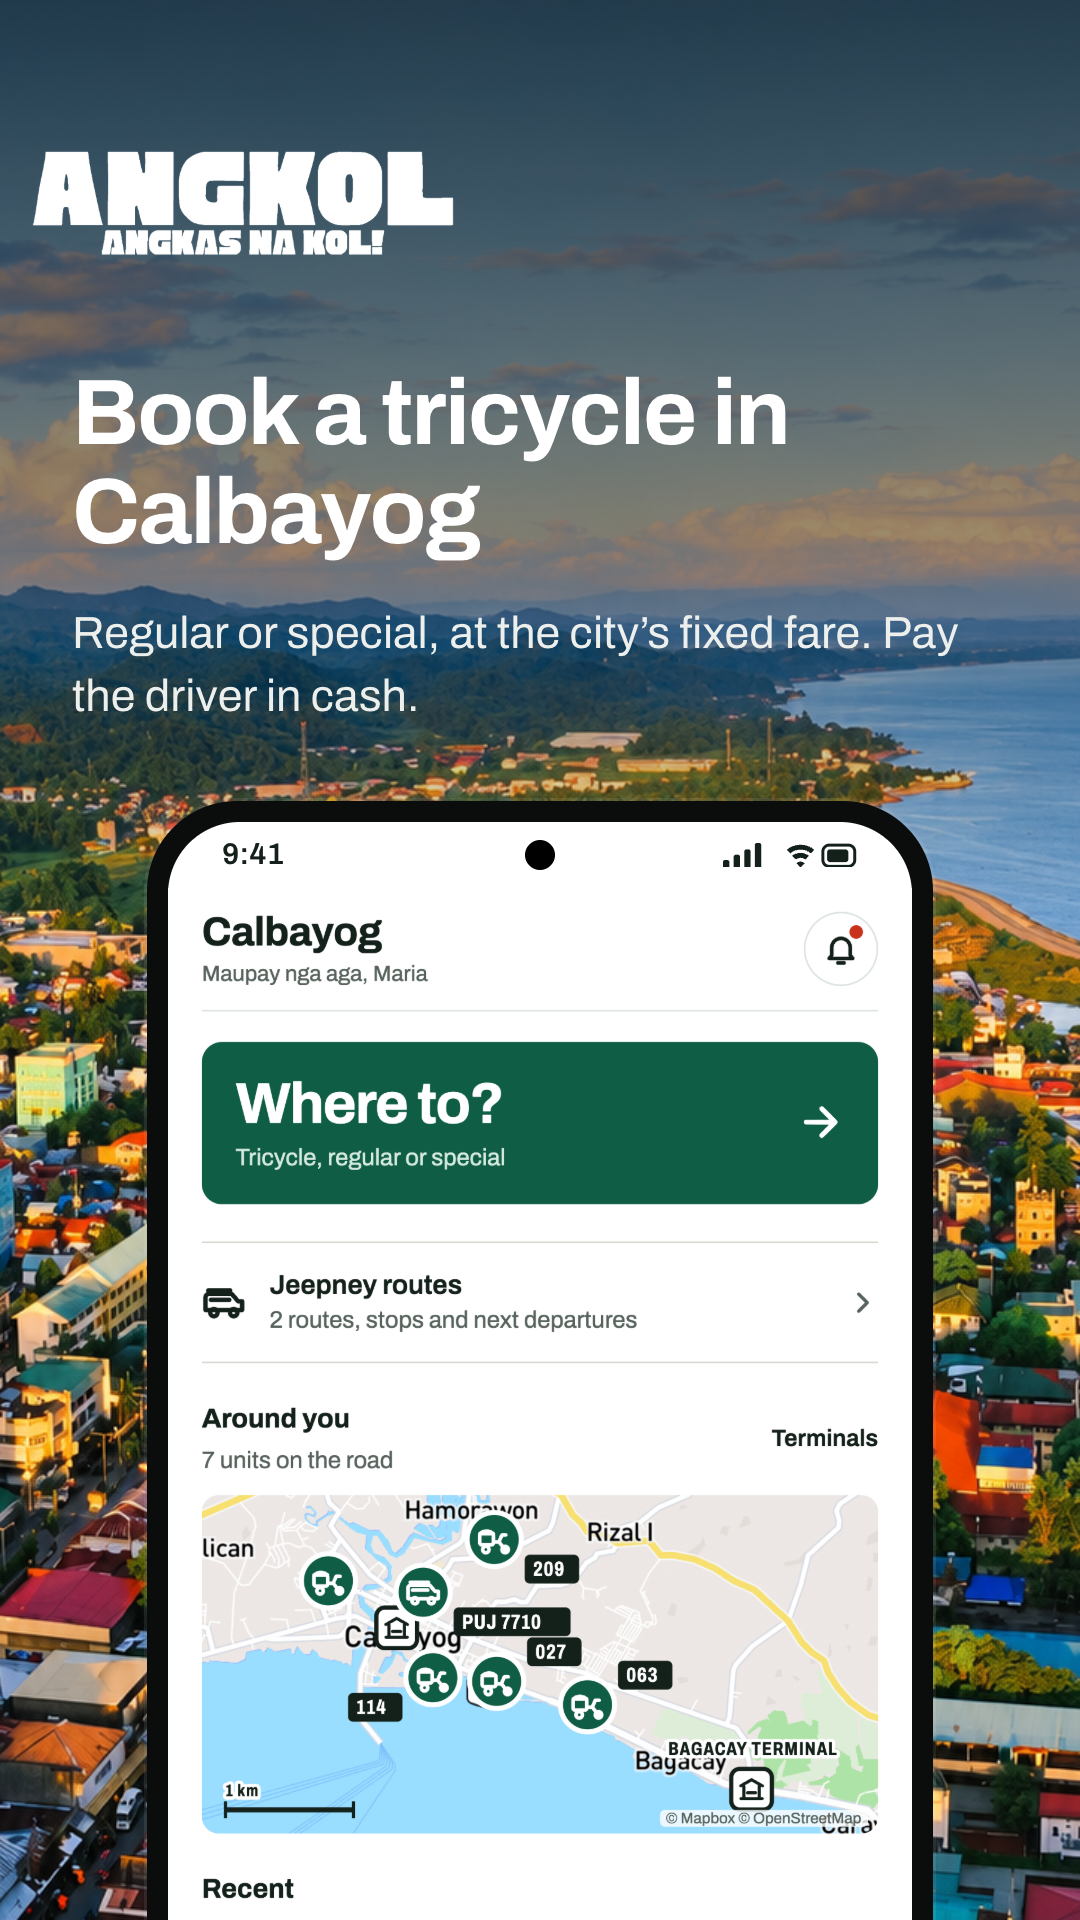 ANGKOL
ANGKAS NA KOL!
Book a tricycle in
Calbayog
Regular or special, at the city’s fixed fare. Pay
the driver in cash.
9:41
Calbayog
Maupay nga aga, Maria
Where to?
Tricycle, regular or special
Jeepney routes
2 routes, stops and next departures
Around you
7 units on the road
Terminals
Rizal I
lican
209
PUJ 7710
027
063
114
BAGACAY TERMINAL
Bagacay
1 km
© Mapbox © OpenStreetMap
Recent